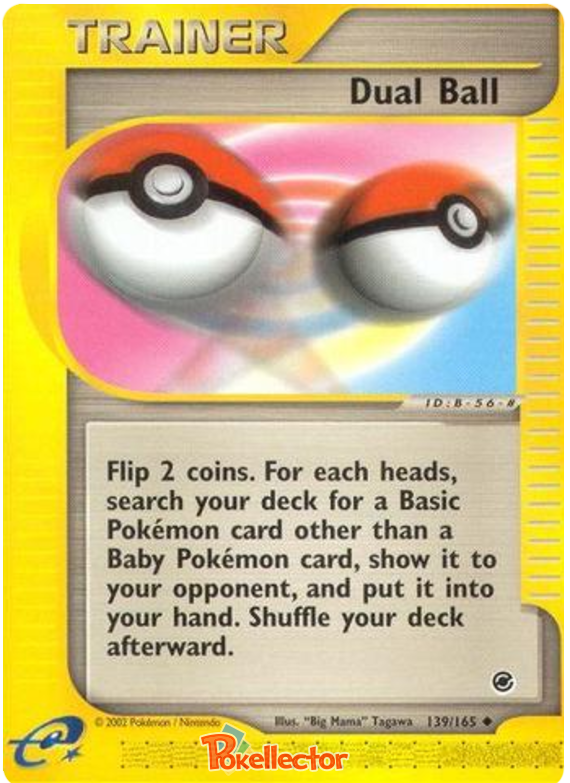 TRAINER
Dual Ball
ID:B-56-#
Flip 2 coins. For each heads,
search your deck for a Basic
Pokémon card other than a
Baby Pokémon card, show it to
your opponent, and put it into
your hand. Shuffle your deck
afterward.
© 2002 Pokémon / Nintendo
Illus. "Big Mama" Tagawa 139/165
e
Pokellector